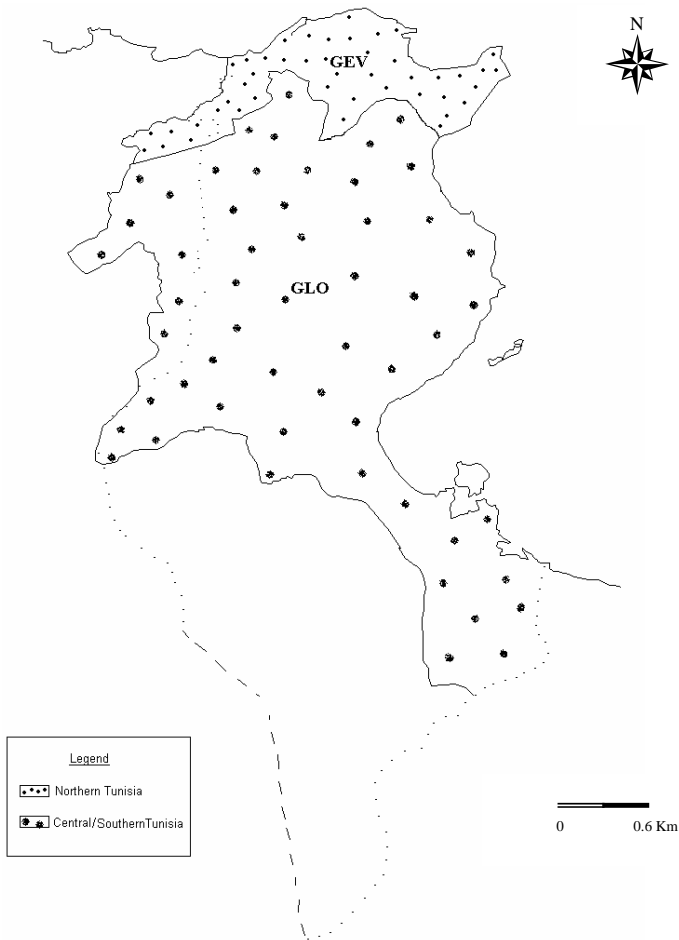 N
GEV
GLO
Legend
Northern Tunisia
Central/SouthernTunisia
0 0.6 Km